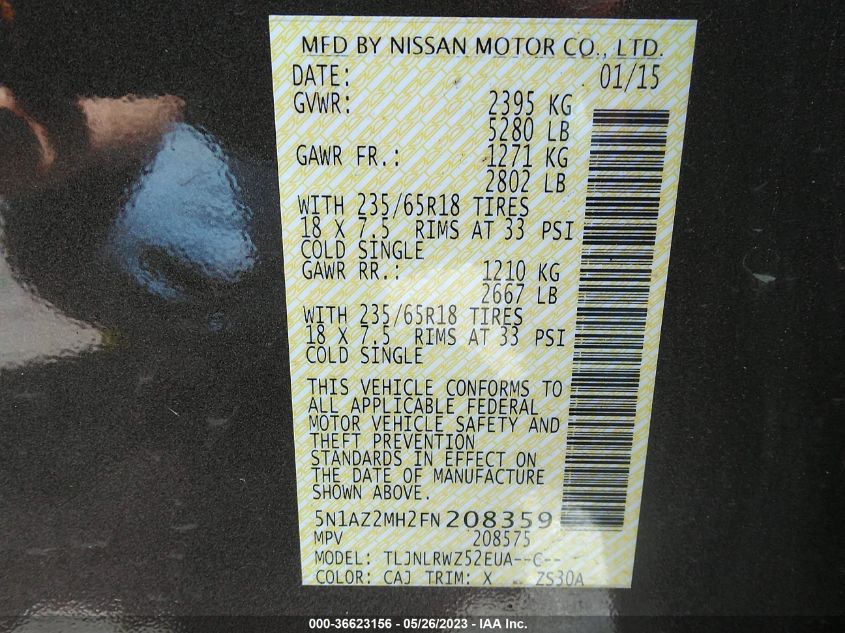 MFD BY NISSAN MOTOR CO., LTD.
DATE: 01/15
GVWR: 2395 KG
5280 LB
GAWR FR.: 1271 KG
2802 LB
WITH 235/65R18 TIRES
18 X 7.5 RIMS AT 33 PSI
COLD SINGLE
GAWR RR.: 1210 KG
2667 LB
WITH 235/65R18 TIRES
18 X 7.5 RIMS AT 33 PSI
COLD SINGLE
THIS VEHICLE CONFORMS TO
ALL APPLICABLE FEDERAL
MOTOR VEHICLE SAFETY AND
THEFT PREVENTION
STANDARDS IN EFFECT ON
THE DATE OF MANUFACTURE
SHOWN ABOVE.
5N1AZ2MH2FN208359
MPV 208575
MODEL: TLJNLRWZ52EUA--C--
COLOR: CAJ TRIM: X ZS30A
000-36623156 - 05/26/2023 - IAA Inc.